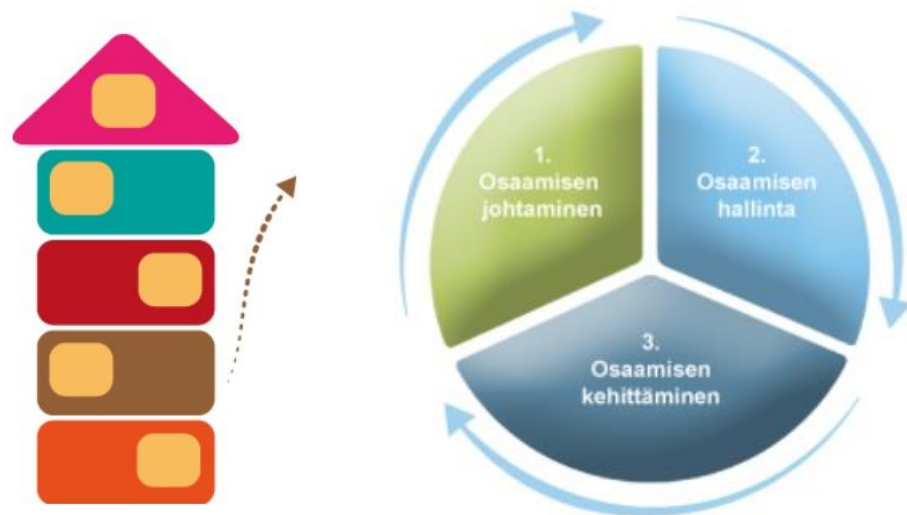 1.
Osaamisen
johtaminen
2.
Osaamisen
hallinta
3.
Osaamisen
kehittäminen